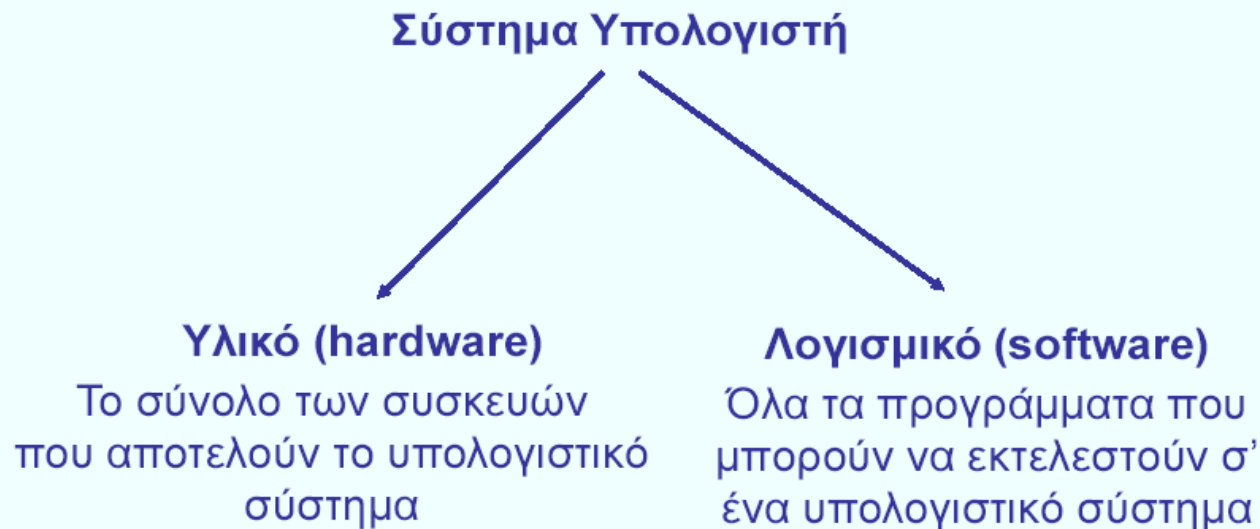 Σύστημα Υπολογιστή
Υλικό (hardware)
Το σύνολο των συσκευών
που αποτελούν το υπολογιστικό
σύστημα
Λογισμικό (software)
Όλα τα προγράμματα που
μπορούν να εκτελεστούν σ’
ένα υπολογιστικό σύστημα